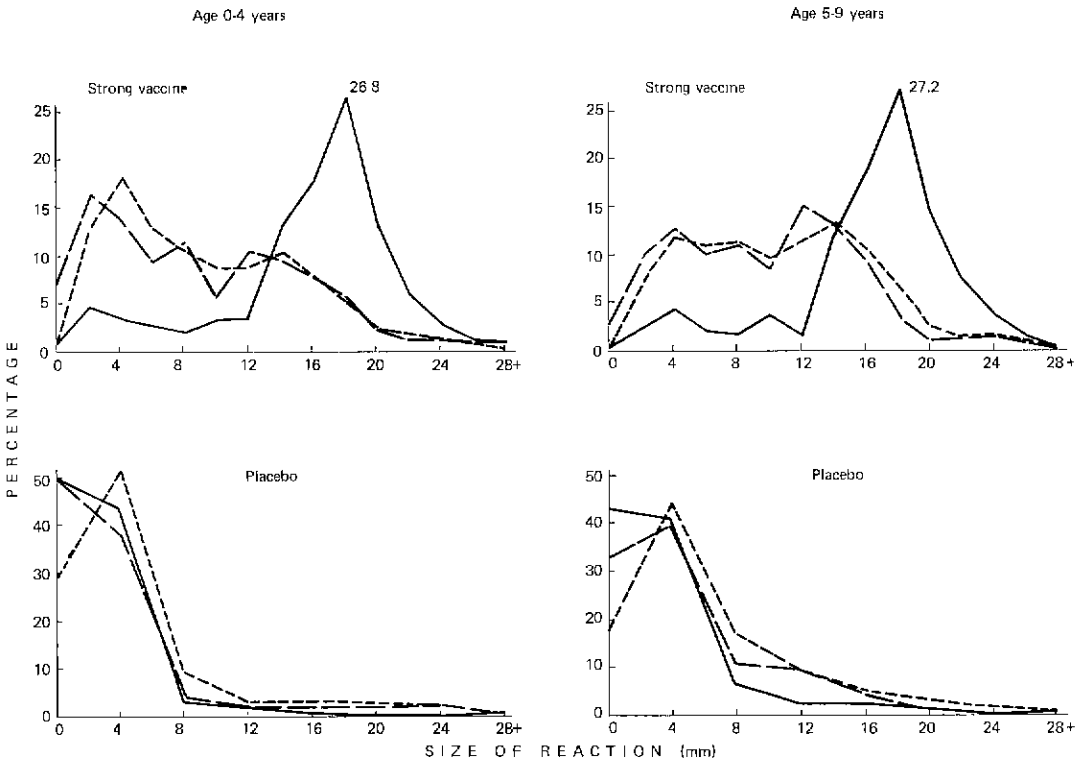 Age 0-4 years
Age 5-9 years
Strong vaccine
26 8
25
20
15
10
5
0
0 4 8 12 16 20 24 28+
Strong vaccine
27.2
25
20
15
10
5
0
0 4 8 12 16 20 24 28+
PERCENTAGE
Placebo
50
40
30
20
10
0
0 4 8 12 16 20 24 28+
Placebo
50
40
30
20
10
0
0 4 8 12 16 20 24 28+
SIZE OF REACTION (mm)